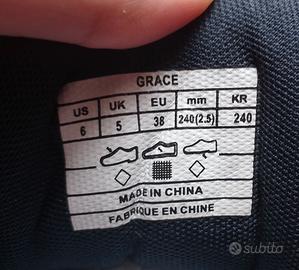 GRACE
US UK EU mm KR
6 5 38 240(2.5) 240
MADE IN CHINA
FABRIQUE EN CHINE
subito